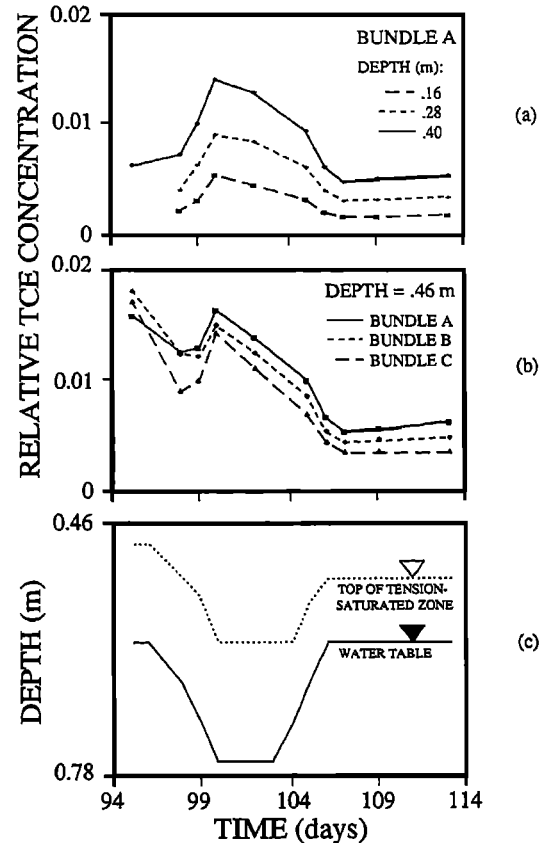 RELATIVE TCE CONCENTRATION
0.02
0.01
0
BUNDLE A
DEPTH (m):
.16
.28
.40
(a)
0.02
0.01
0
DEPTH = .46 m
BUNDLE A
BUNDLE B
BUNDLE C
(b)
DEPTH (m)
0.46
0.78
TOP OF TENSION-
SATURATED ZONE
WATER TABLE
(c)
94
99
104
109
114
TIME (days)